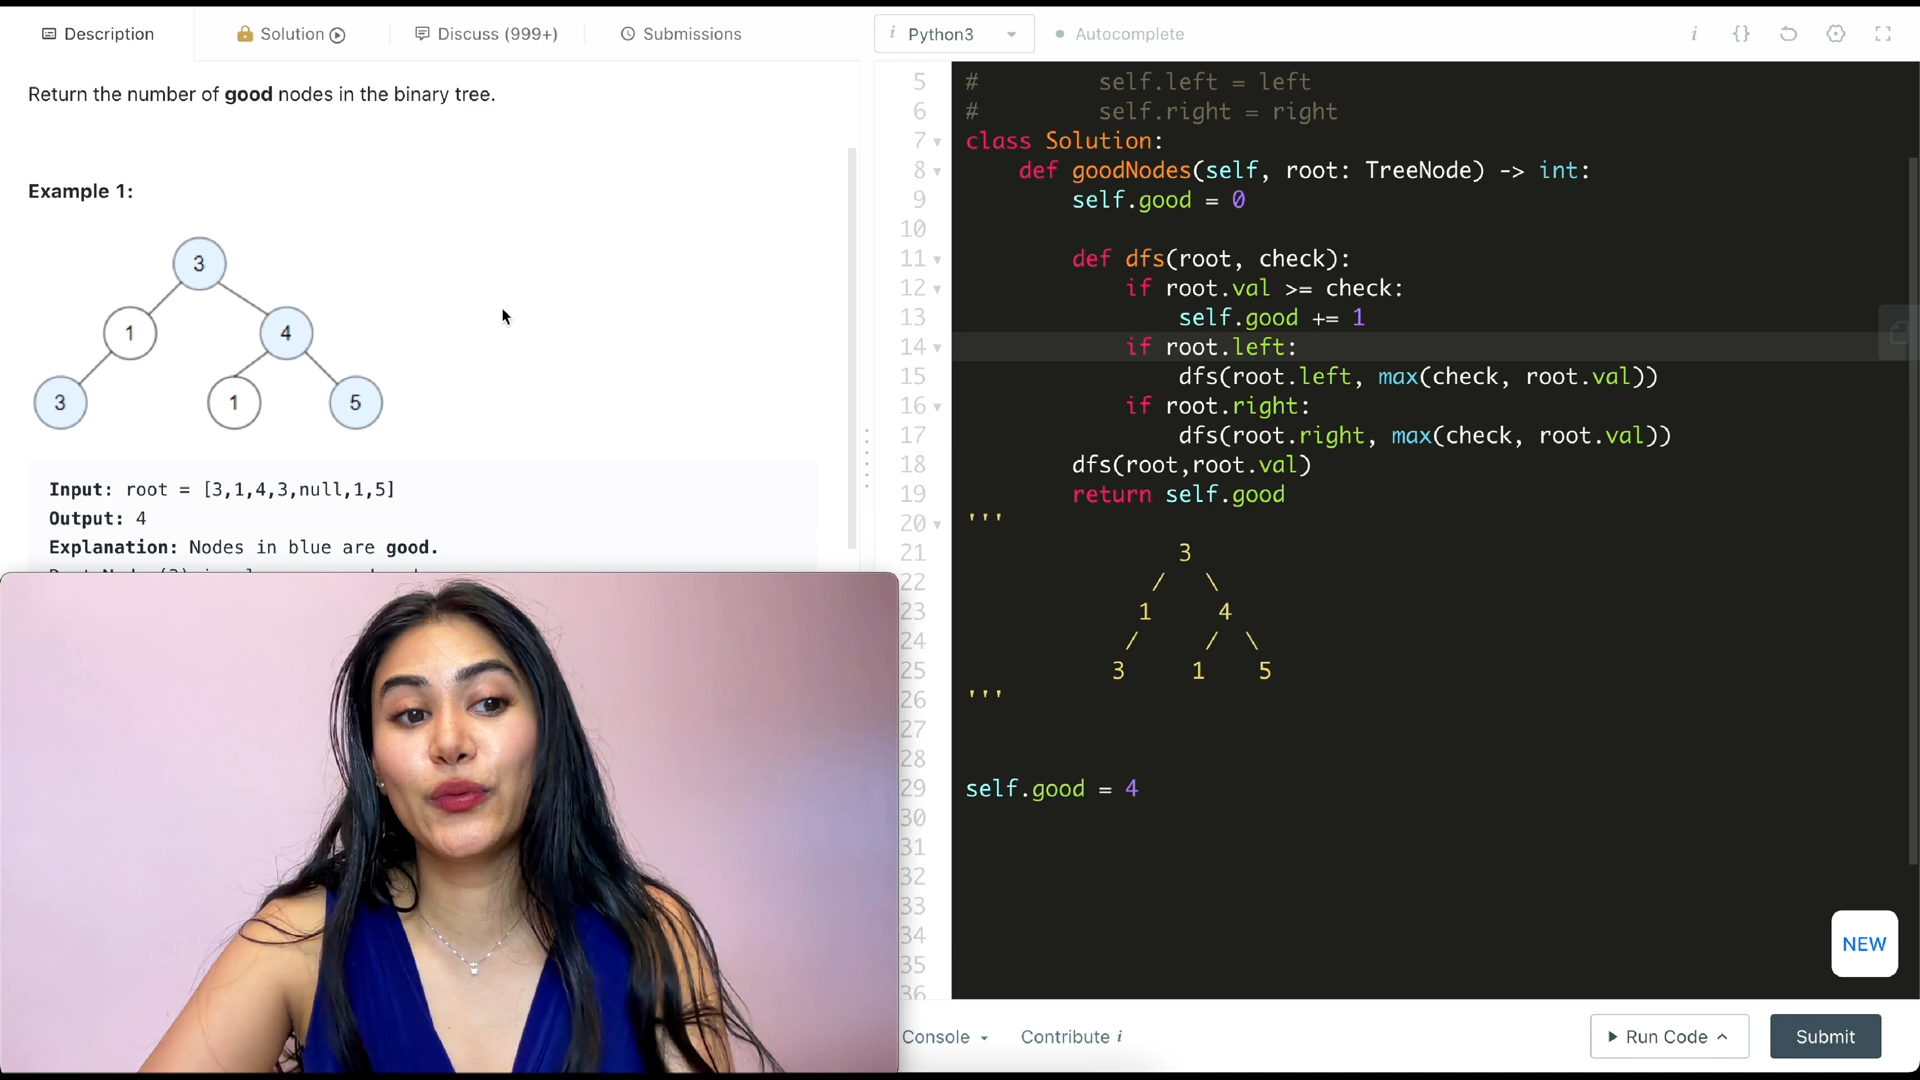 Description
Solution
Discuss (999+)
Submissions
Return the number of good nodes in the binary tree.
Example 1:
3
1
4
3
1
5
Input: root = [3,1,4,3,null,1,5]
Output: 4
Explanation: Nodes in blue are good.
i Python3
Autocomplete
i {}
5 #         self.left = left
6 #         self.right = right
7 class Solution:
8     def goodNodes(self, root: TreeNode) -> int:
9         self.good = 0
10
11         def dfs(root, check):
12             if root.val >= check:
13                 self.good += 1
14             if root.left:
15                 dfs(root.left, max(check, root.val))
16             if root.right:
17                 dfs(root.right, max(check, root.val))
18         dfs(root,root.val)
19         return self.good
20 '''
21                 3
22               /   \
23              1     4
24             /     /  \
25            3     1    5
26 '''
27
28
29 self.good = 4
30
31
32
33
34
35
36
NEW
Console
Contribute i
Run Code
Submit